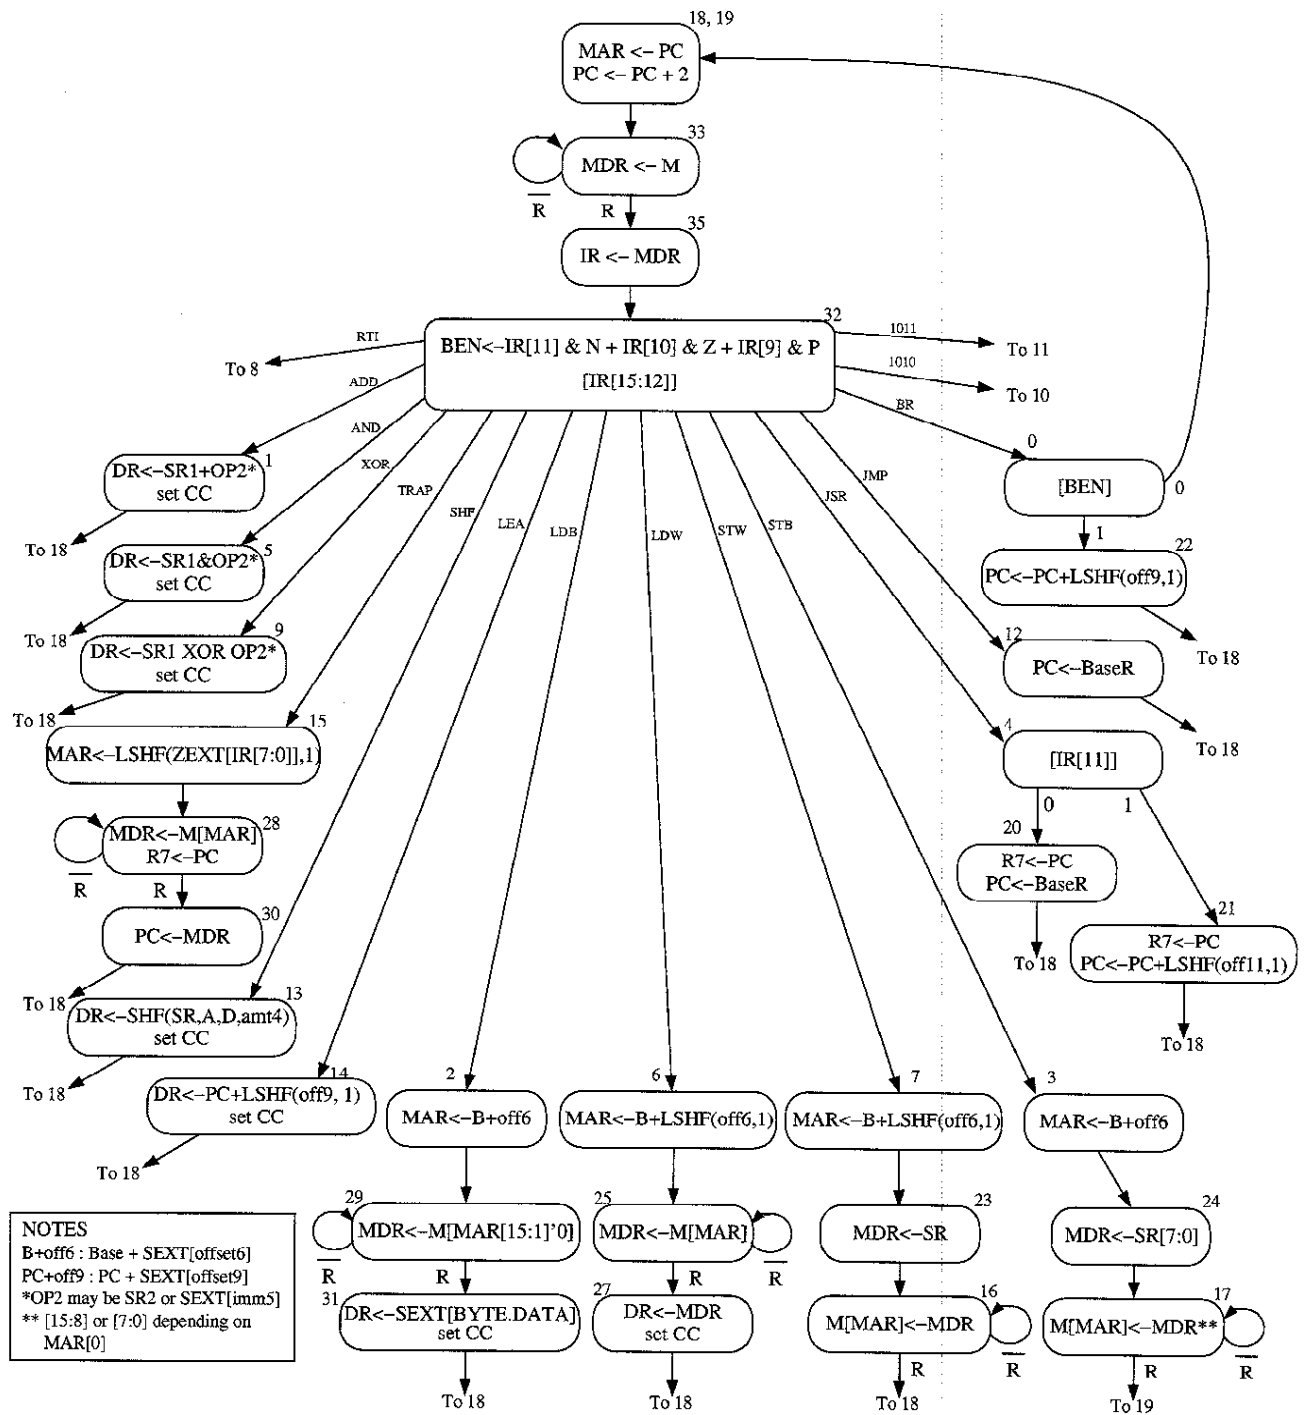 18, 19
MAR <- PC
PC <- PC + 2
33
MDR <- M
R
R
35
IR <- MDR
32
BEN<-IR[11] & N + IR[10] & Z + IR[9] & P
[IR[15:12]]
RTI
To 8
1011
To 11
1010
To 10
ADD
AND
XOR
TRAP
SHF
LEA
LDB
LDW
STW
STB
JSR
JMP
BR
1
DR<-SR1+OP2*
set CC
To 18
5
DR<-SR1&OP2*
set CC
To 18
9
DR<-SR1 XOR OP2*
set CC
To 18
15
MAR<-LSHF(ZEXT[IR[7:0]],1)
28
MDR<-M[MAR]
R7<-PC
R
R
30
PC<-MDR
To 18
13
DR<-SHF(SR,A,D,amt4)
set CC
To 18
14
DR<-PC+LSHF(off9, 1)
set CC
To 18
0
[BEN]
0
1
22
PC<-PC+LSHF(off9,1)
To 18
12
PC<-BaseR
To 18
4
[IR[11]]
0
1
20
R7<-PC
PC<-BaseR
To 18
21
R7<-PC
PC<-PC+LSHF(off11,1)
To 18
2
MAR<-B+off6
29
MDR<-M[MAR[15:1]'0]
R
R
31
DR<-SEXT[BYTE.DATA]
set CC
To 18
6
MAR<-B+LSHF(off6,1)
25
MDR<-M[MAR]
R
R
27
DR<-MDR
set CC
To 18
7
MAR<-B+LSHF(off6,1)
23
MDR<-SR
16
M[MAR]<-MDR
R
R
To 18
3
MAR<-B+off6
24
MDR<-SR[7:0]
17
M[MAR]<-MDR**
R
R
To 19
NOTES
B+off6 : Base + SEXT[offset6]
PC+off9 : PC + SEXT[offset9]
*OP2 may be SR2 or SEXT[imm5]
** [15:8] or [7:0] depending on
MAR[0]